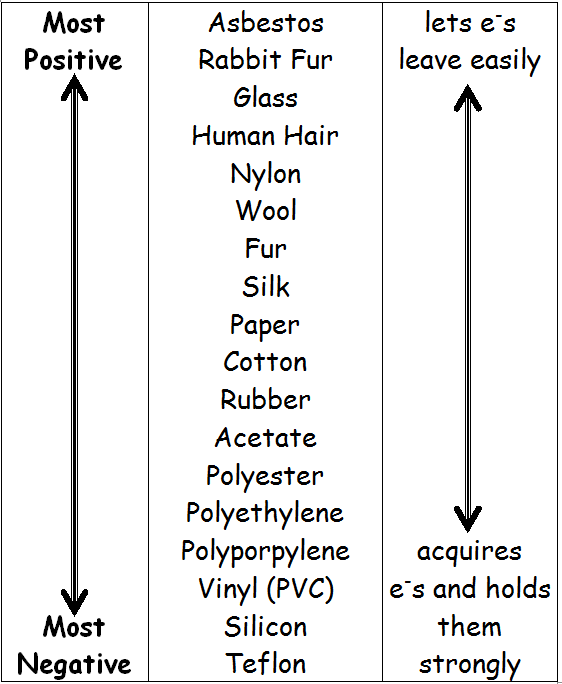 Most
Positive
Asbestos
Rabbit Fur
Glass
Human Hair
Nylon
Wool
Fur
Silk
Paper
Cotton
Rubber
Acetate
Polyester
Polyethylene
Polyporpylene
Vinyl (PVC)
Silicon
Teflon
lets e⁻s
leave easily
acquires
e⁻s and holds
them
strongly
Most
Negative